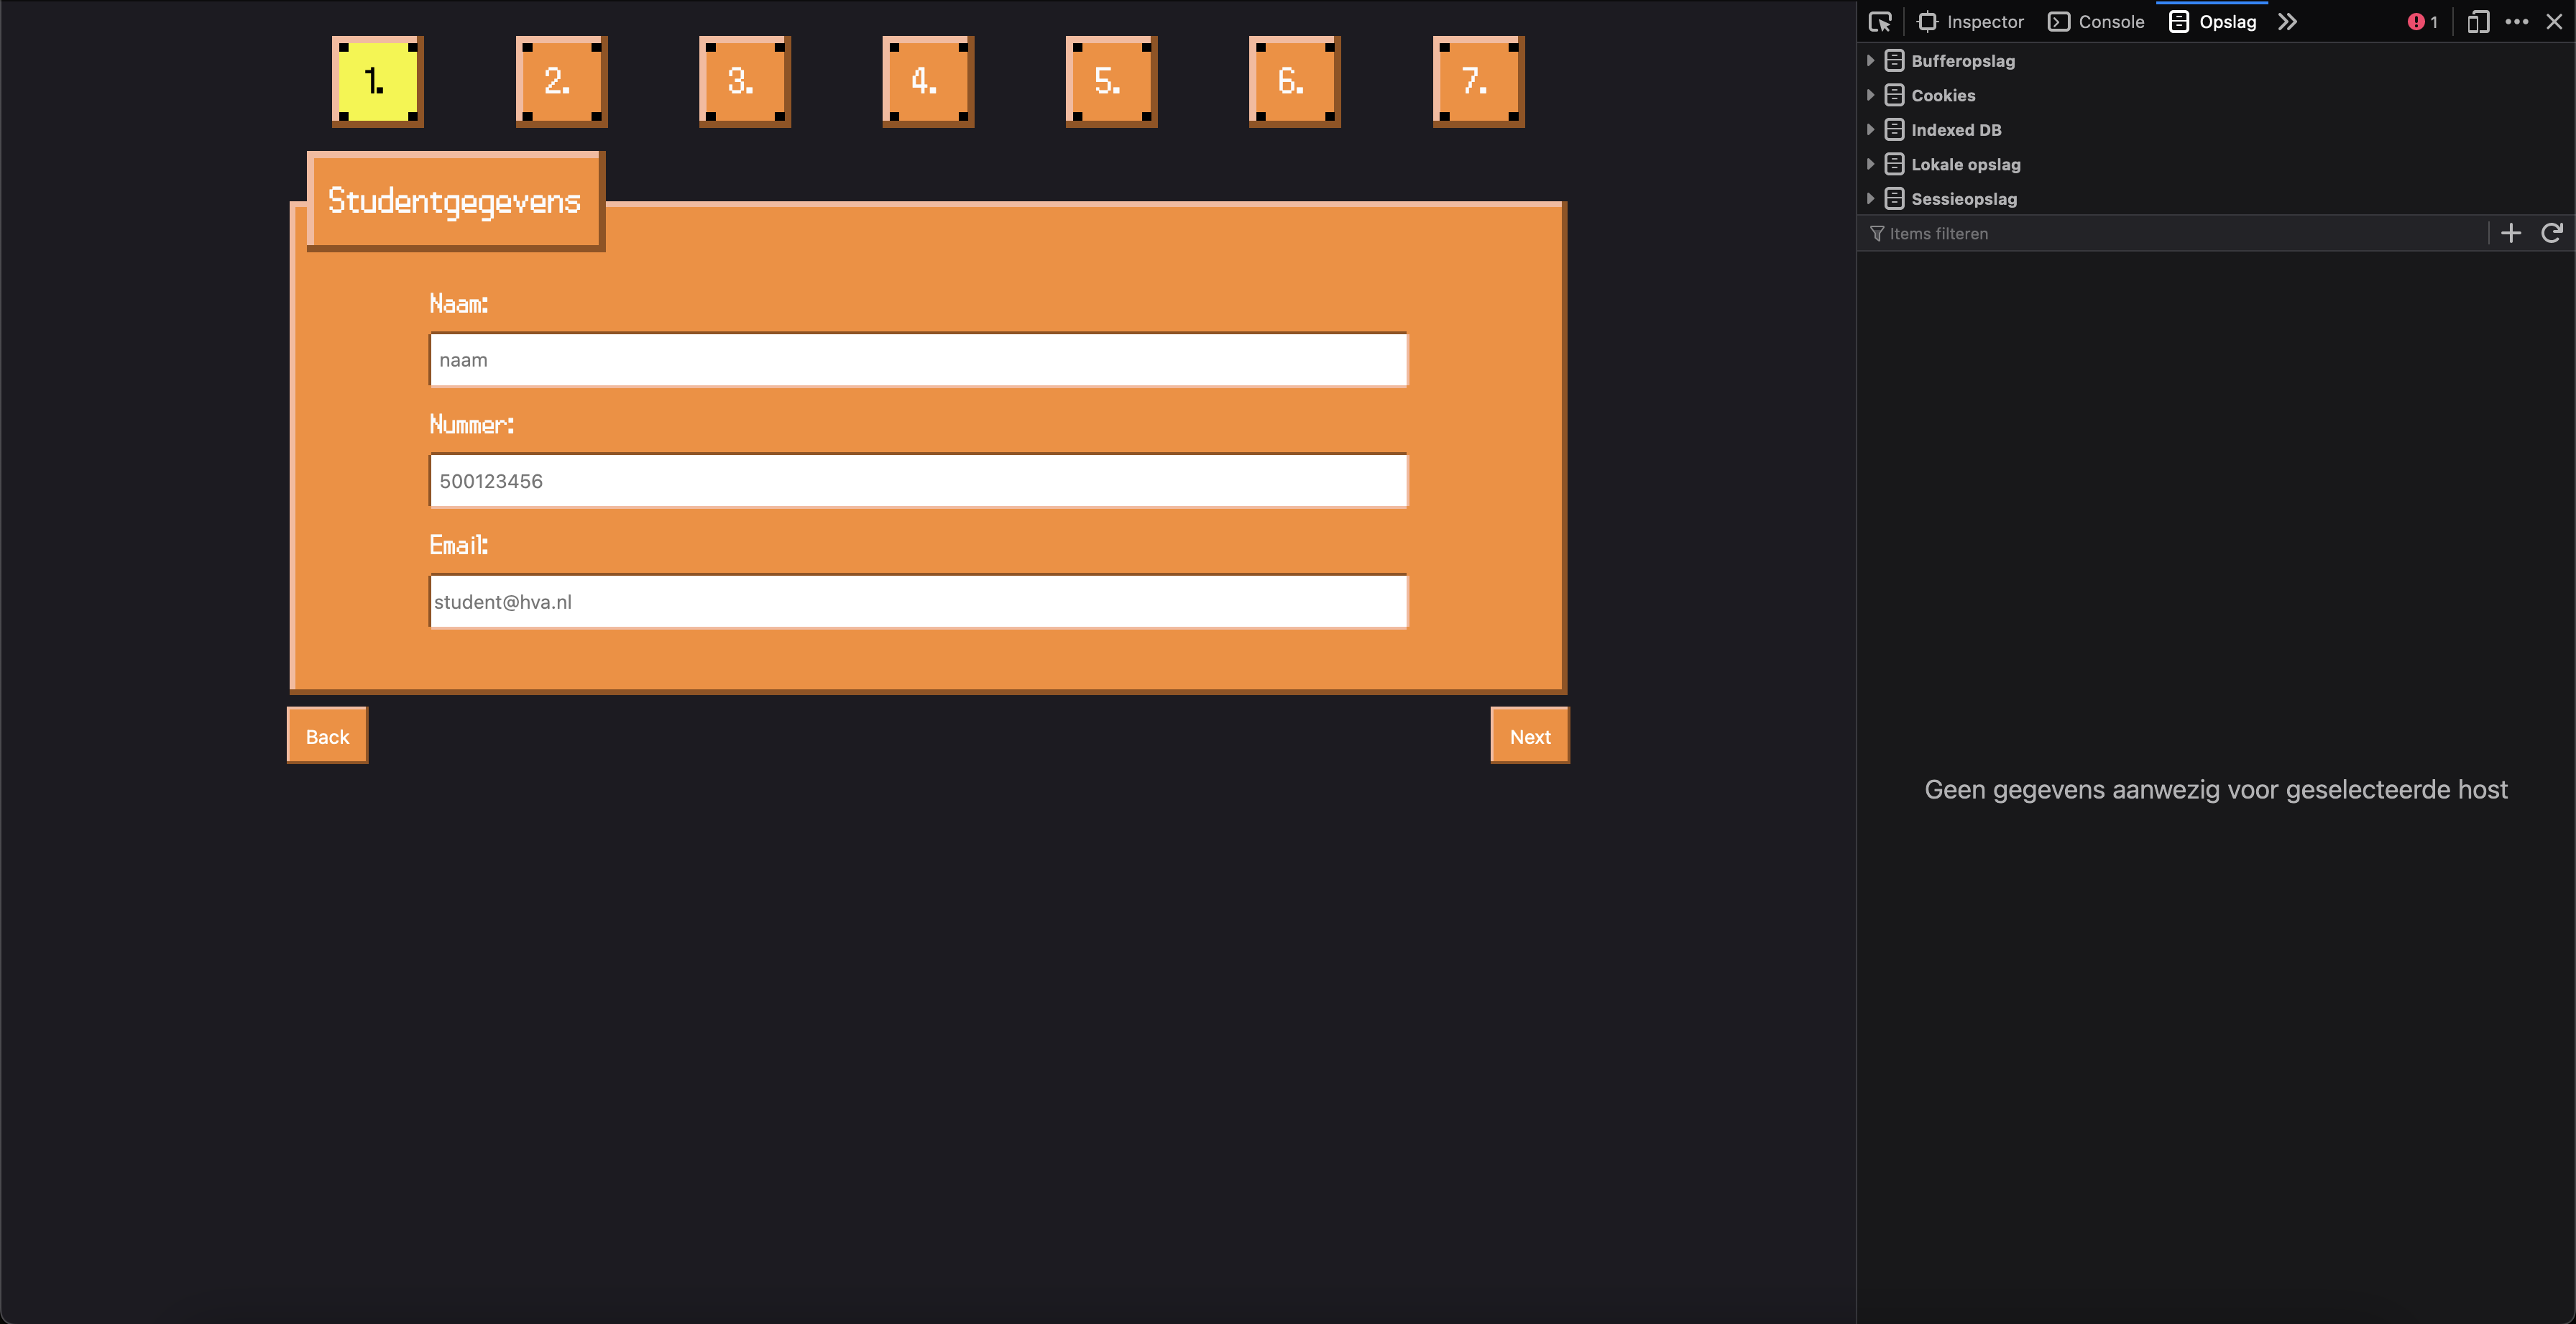 1.
2.
3.
4.
5.
6.
7.
Studentgegevens
Naam:
naam
Nummer:
500123456
Email:
student@hva.nl
Back
Next
Inspector
Console
Opslag
1
Bufferopslag
Cookies
Indexed DB
Lokale opslag
Sessieopslag
Items filteren
Geen gegevens aanwezig voor geselecteerde host